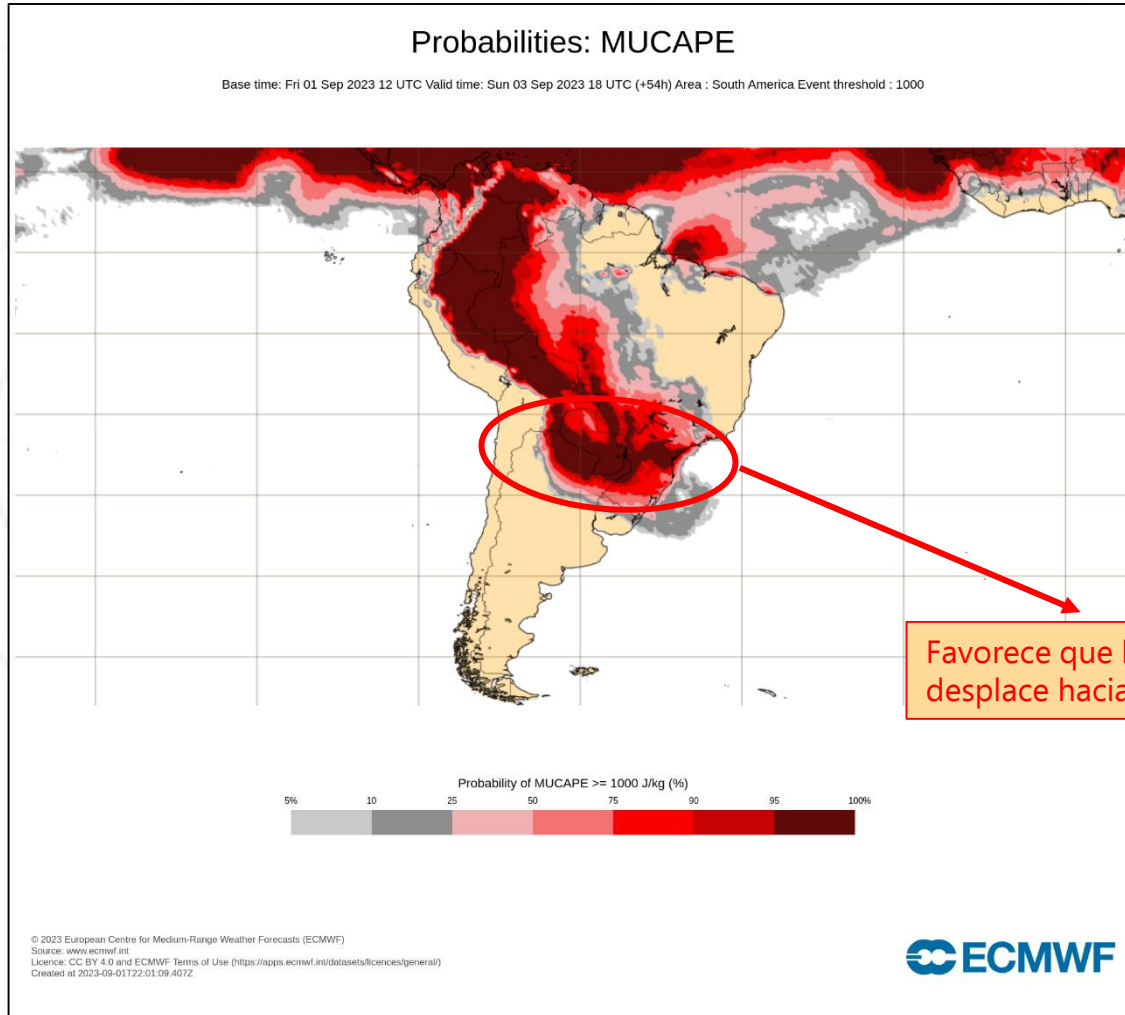 Probabilities: MUCAPE
Base time: Fri 01 Sep 2023 12 UTC Valid time: Sun 03 Sep 2023 18 UTC (+54h) Area : South America Event threshold : 1000
Favorece que
desplace hacia
Probability of MUCAPE >= 1000 J/kg (%)
5% 10 25 50 75 90 95 100%
© 2023 European Centre for Medium-Range Weather Forecasts (ECMWF)
Source: www.ecmwf.int
Licence: CC BY 4.0 and ECMWF Terms of Use (https://apps.ecmwf.int/datasets/licences/general/)
Created at 2023-09-01T22:01:09.407Z
ECMWF